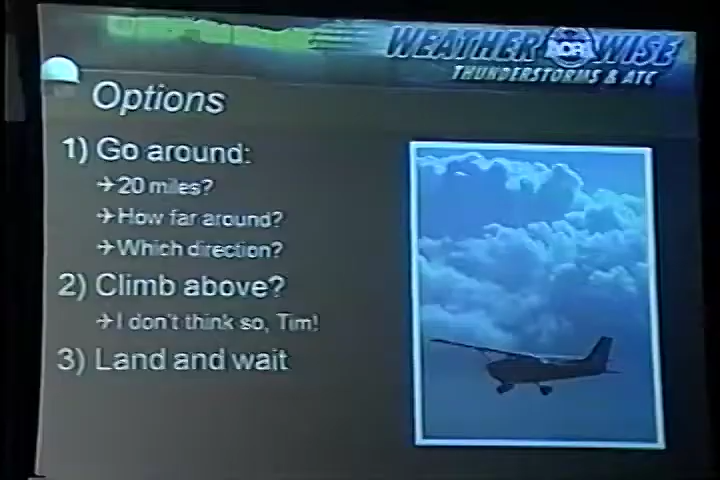 WEATHER AOPA WISE
THUNDERSTORMS & ATC
Options
1) Go around:
20 miles?
How far around?
Which direction?
2) Climb above?
I don't think so, Tim!
3) Land and wait